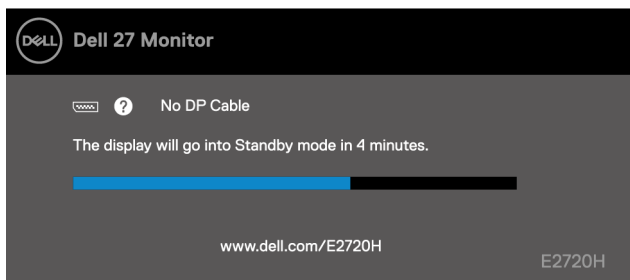 DELL Dell 27 Monitor
? No DP Cable
The display will go into Standby mode in 4 minutes.
www.dell.com/E2720H
E2720H